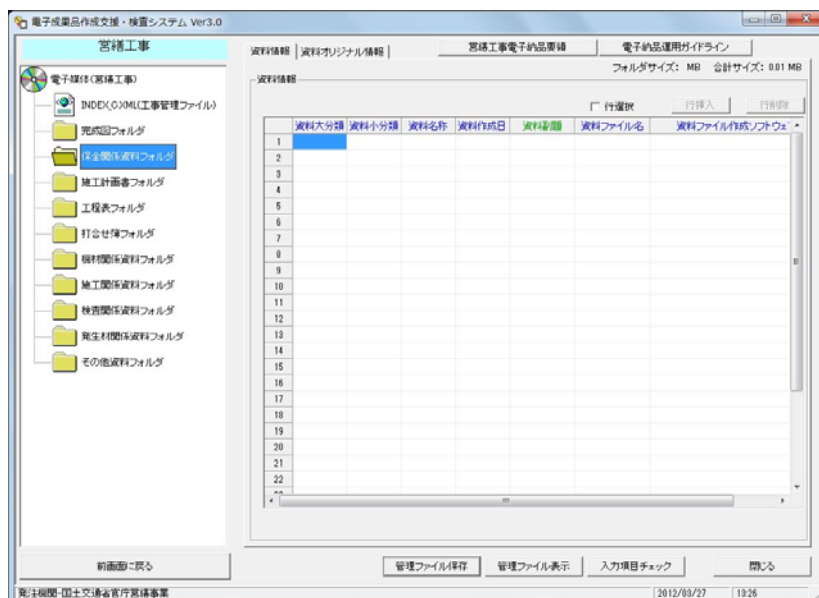 電子成果品作成支援・検査システム Ver3.0
営繕工事
電子媒体(営繕工事)
INDEX_C.XML(工事管理ファイル)
完成図フォルダ
保全関係資料フォルダ
施工計画書フォルダ
工程表フォルダ
打合せ簿フォルダ
機材関係資料フォルダ
施工関係資料フォルダ
検査関係資料フォルダ
発生材関係資料フォルダ
その他資料フォルダ
前画面に戻る
資料情報 資料オリジナル情報 営繕工事電子納品要領 電子納品運用ガイドライン
フォルダサイズ: MB 合計サイズ: 0.01 MB
資料情報
行選択 行挿入 行削除
資料大分類 資料小分類 資料名称 資料作成日 資料副題 資料ファイル名 資料ファイル作成ソフトウェ
1
2
3
4
5
6
7
8
9
10
11
12
13
14
15
16
17
18
19
20
21
22
管理ファイル保存 管理ファイル表示 入力項目チェック 閉じる
発注機関-国土交通省官庁営繕事業 2012/03/27 13:26